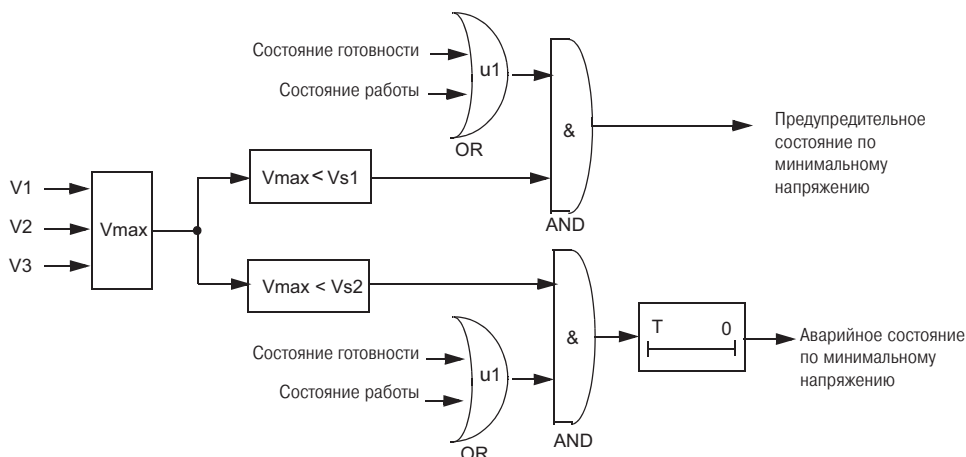 Состояние готовности
Состояние работы
u1
OR
&
AND
Предупредительное
состояние по
минимальному
напряжению
V1
V2
V3
Vmax
Vmax < Vs1
Vmax < Vs2
Состояние готовности
Состояние работы
u1
OR
&
AND
T 0
Аварийное состояние
по минимальному
напряжению